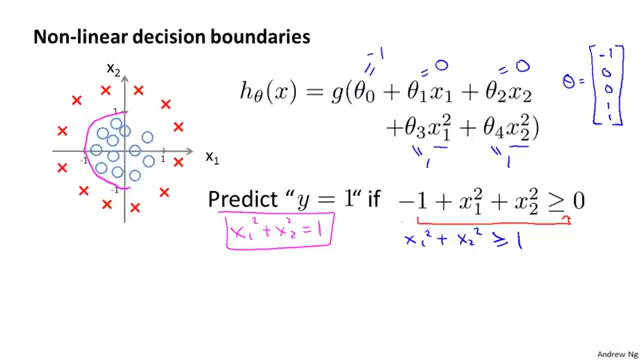 Non-linear decision boundaries
x₂
1
-1
1
x₁
-1
-1 0 0
= = =
h_θ(x) = g(θ₀ + θ₁x₁ + θ₂x₂
+θ₃x₁² + θ₄x₂²)
= 1 = 1
θ = [-1 0 0 1 1]
Predict "y = 1" if −1 + x₁² + x₂² ≥ 0
x₁² + x₂² = 1
x₁² + x₂² ≥ 1
Andrew Ng